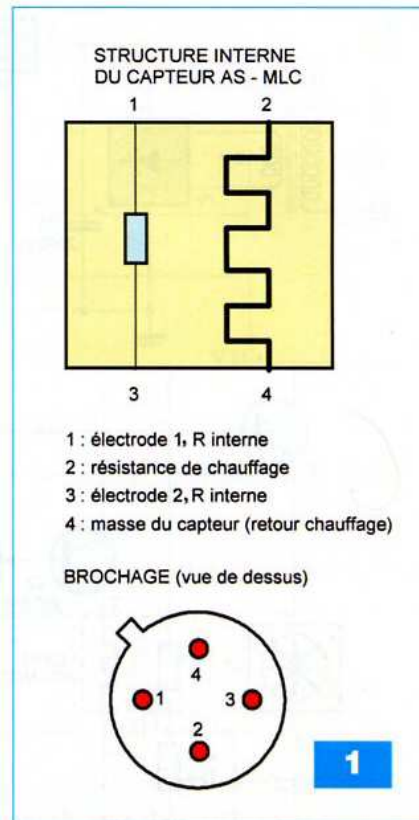 STRUCTURE INTERNE
DU CAPTEUR AS - MLC
1 2
3 4
1 : électrode 1, R interne
2 : résistance de chauffage
3 : électrode 2, R interne
4 : masse du capteur (retour chauffage)
BROCHAGE (vue de dessus)
4
1 3
2
1